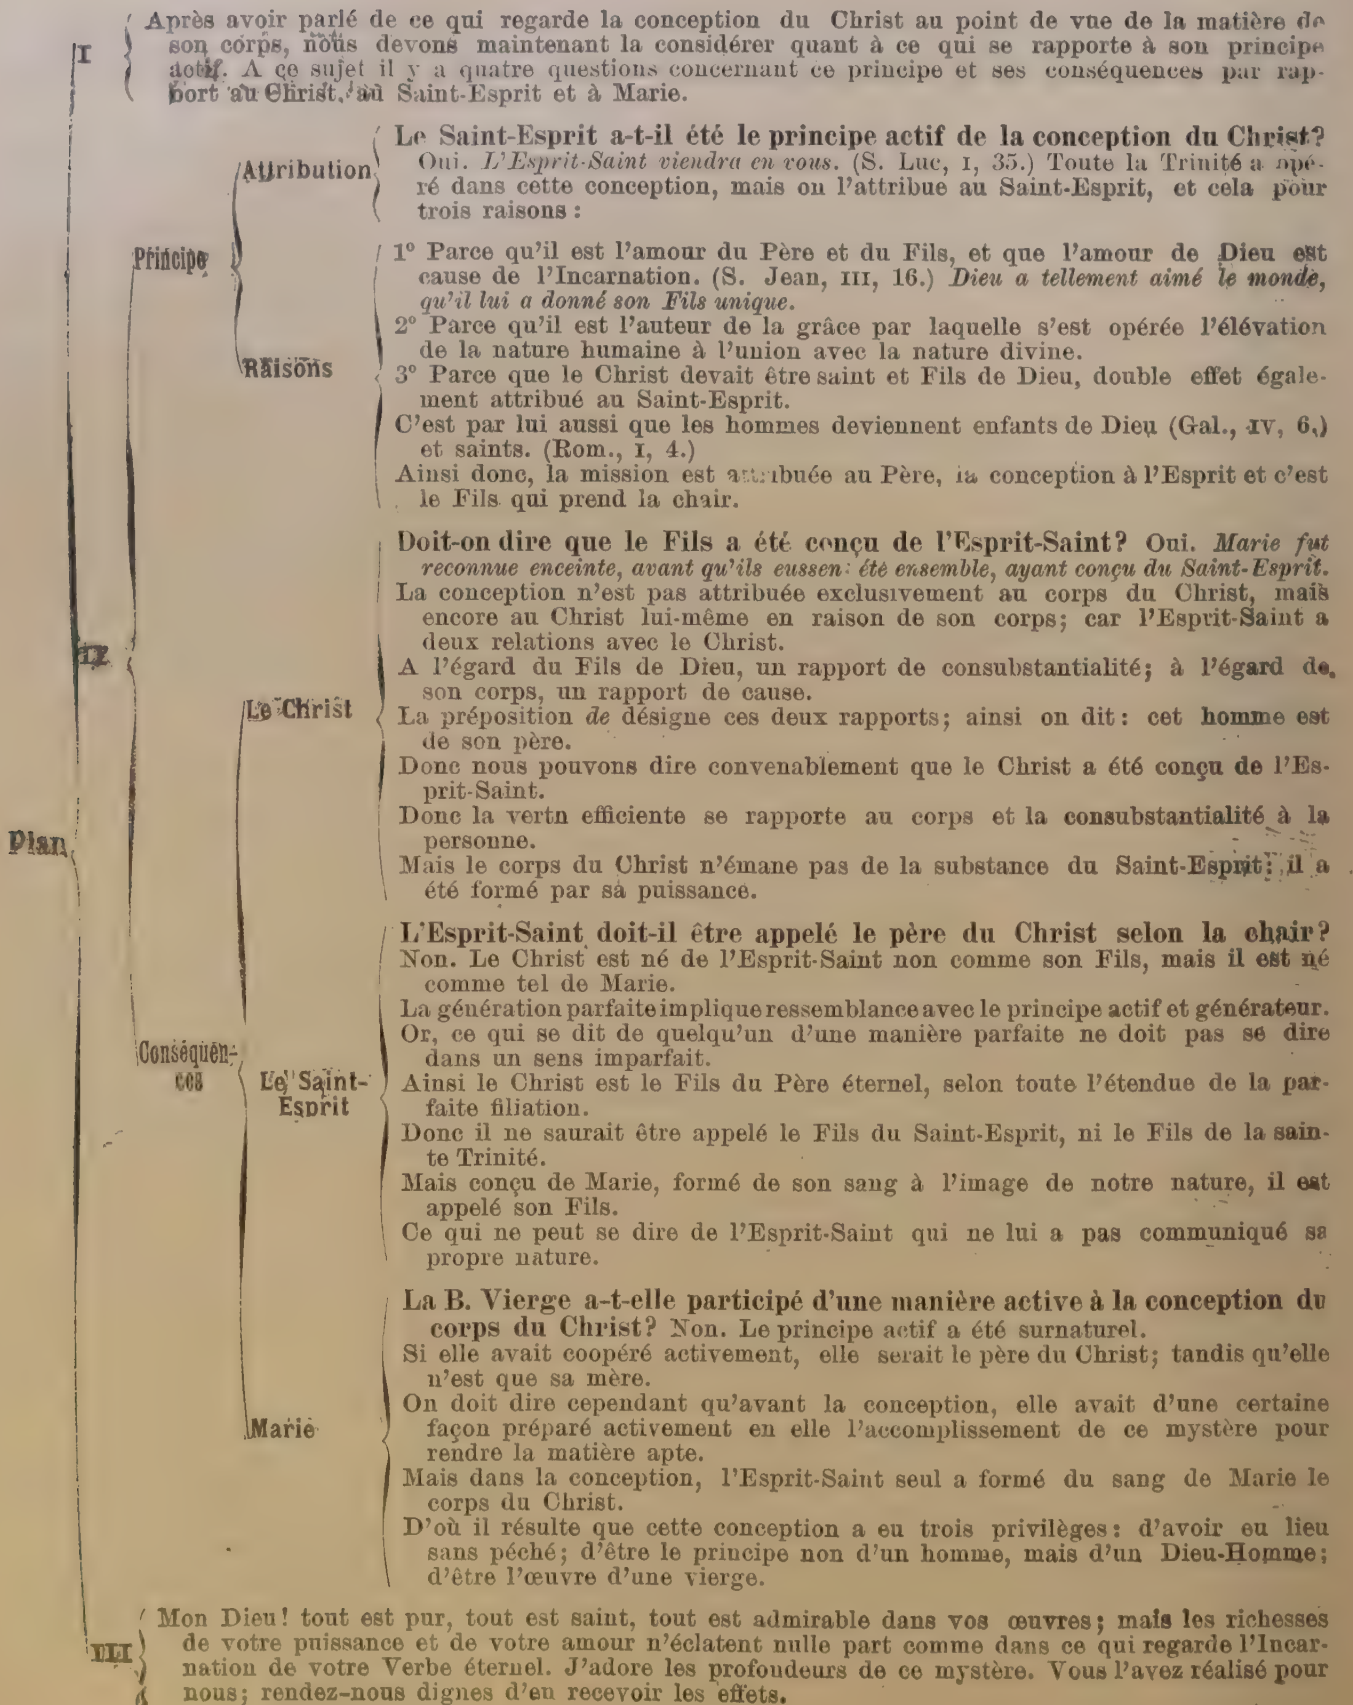 I
Après avoir parlé de ce qui regarde la conception du Christ au point de vue de la matière de
son corps, nous devons maintenant la considérer quant à ce qui se rapporte à son principe
actif. A ce sujet il y a quatre questions concernant ce principe et ses conséquences par rap-
port au Christ, au Saint-Esprit et à Marie.
Plan
II
Principe
Attribution
Le Saint-Esprit a-t-il été le principe actif de la conception du Christ?
Oui. L'Esprit-Saint viendra en vous. (S. Luc, I, 35.) Toute la Trinité a opé-
ré dans cette conception, mais on l'attribue au Saint-Esprit, et cela pour
trois raisons :
Raisons
1° Parce qu'il est l'amour du Père et du Fils, et que l'amour de Dieu est
cause de l'Incarnation. (S. Jean, III, 16.) Dieu a tellement aimé le monde,
qu'il lui a donné son Fils unique.
2° Parce qu'il est l'auteur de la grâce par laquelle s'est opérée l'élévation
de la nature humaine à l'union avec la nature divine.
3° Parce que le Christ devait être saint et Fils de Dieu, double effet égale-
ment attribué au Saint-Esprit.
C'est par lui aussi que les hommes deviennent enfants de Dieu (Gal., IV, 6,)
et saints. (Rom., I, 4.)
Ainsi donc, la mission est attribuée au Père, la conception à l'Esprit et c'est
le Fils qui prend la chair.
Conséquen-
ces
Le Christ
Doit-on dire que le Fils a été conçu de l'Esprit-Saint? Oui. Marie fut
reconnue enceinte, avant qu'ils eussent été ensemble, ayant conçu du Saint-Esprit.
La conception n'est pas attribuée exclusivement au corps du Christ, mais
encore au Christ lui-même en raison de son corps; car l'Esprit-Saint a
deux relations avec le Christ.
A l'égard du Fils de Dieu, un rapport de consubstantialité; à l'égard de
son corps, un rapport de cause.
La préposition de désigne ces deux rapports; ainsi on dit : cet homme est
de son père.
Donc nous pouvons dire convenablement que le Christ a été conçu de l'Es-
prit-Saint.
Donc la vertu efficiente se rapporte au corps et la consubstantialité à la
personne.
Mais le corps du Christ n'émane pas de la substance du Saint-Esprit; il a
été formé par sa puissance.
Le Saint-
Esprit
L'Esprit-Saint doit-il être appelé le père du Christ selon la chair?
Non. Le Christ est né de l'Esprit-Saint non comme son Fils, mais il est né
comme tel de Marie.
La génération parfaite implique ressemblance avec le principe actif et générateur.
Or, ce qui se dit de quelqu'un d'une manière parfaite ne doit pas se dire
dans un sens imparfait.
Ainsi le Christ est le Fils du Père éternel, selon toute l'étendue de la par-
faite filiation.
Donc il ne saurait être appelé le Fils du Saint-Esprit, ni le Fils de la sain-
te Trinité.
Mais conçu de Marie, formé de son sang à l'image de notre nature, il est
appelé son Fils.
Ce qui ne peut se dire de l'Esprit-Saint qui ne lui a pas communiqué sa
propre nature.
Marie
La B. Vierge a-t-elle participé d'une manière active à la conception du
corps du Christ? Non. Le principe actif a été surnaturel.
Si elle avait coopéré activement, elle serait le père du Christ; tandis qu'elle
n'est que sa mère.
On doit dire cependant qu'avant la conception, elle avait d'une certaine
façon préparé activement en elle l'accomplissement de ce mystère pour
rendre la matière apte.
Mais dans la conception, l'Esprit-Saint seul a formé du sang de Marie le
corps du Christ.
D'où il résulte que cette conception a eu trois privilèges : d'avoir eu lieu
sans péché; d'être le principe non d'un homme, mais d'un Dieu-Homme;
d'être l'œuvre d'une vierge.
III
Mon Dieu! tout est pur, tout est saint, tout est admirable dans vos œuvres; mais les richesses
de votre puissance et de votre amour n'éclatent nulle part comme dans ce qui regarde l'Incar-
nation de votre Verbe éternel. J'adore les profondeurs de ce mystère. Vous l'avez réalisé pour
nous; rendez-nous dignes d'en recevoir les effets.